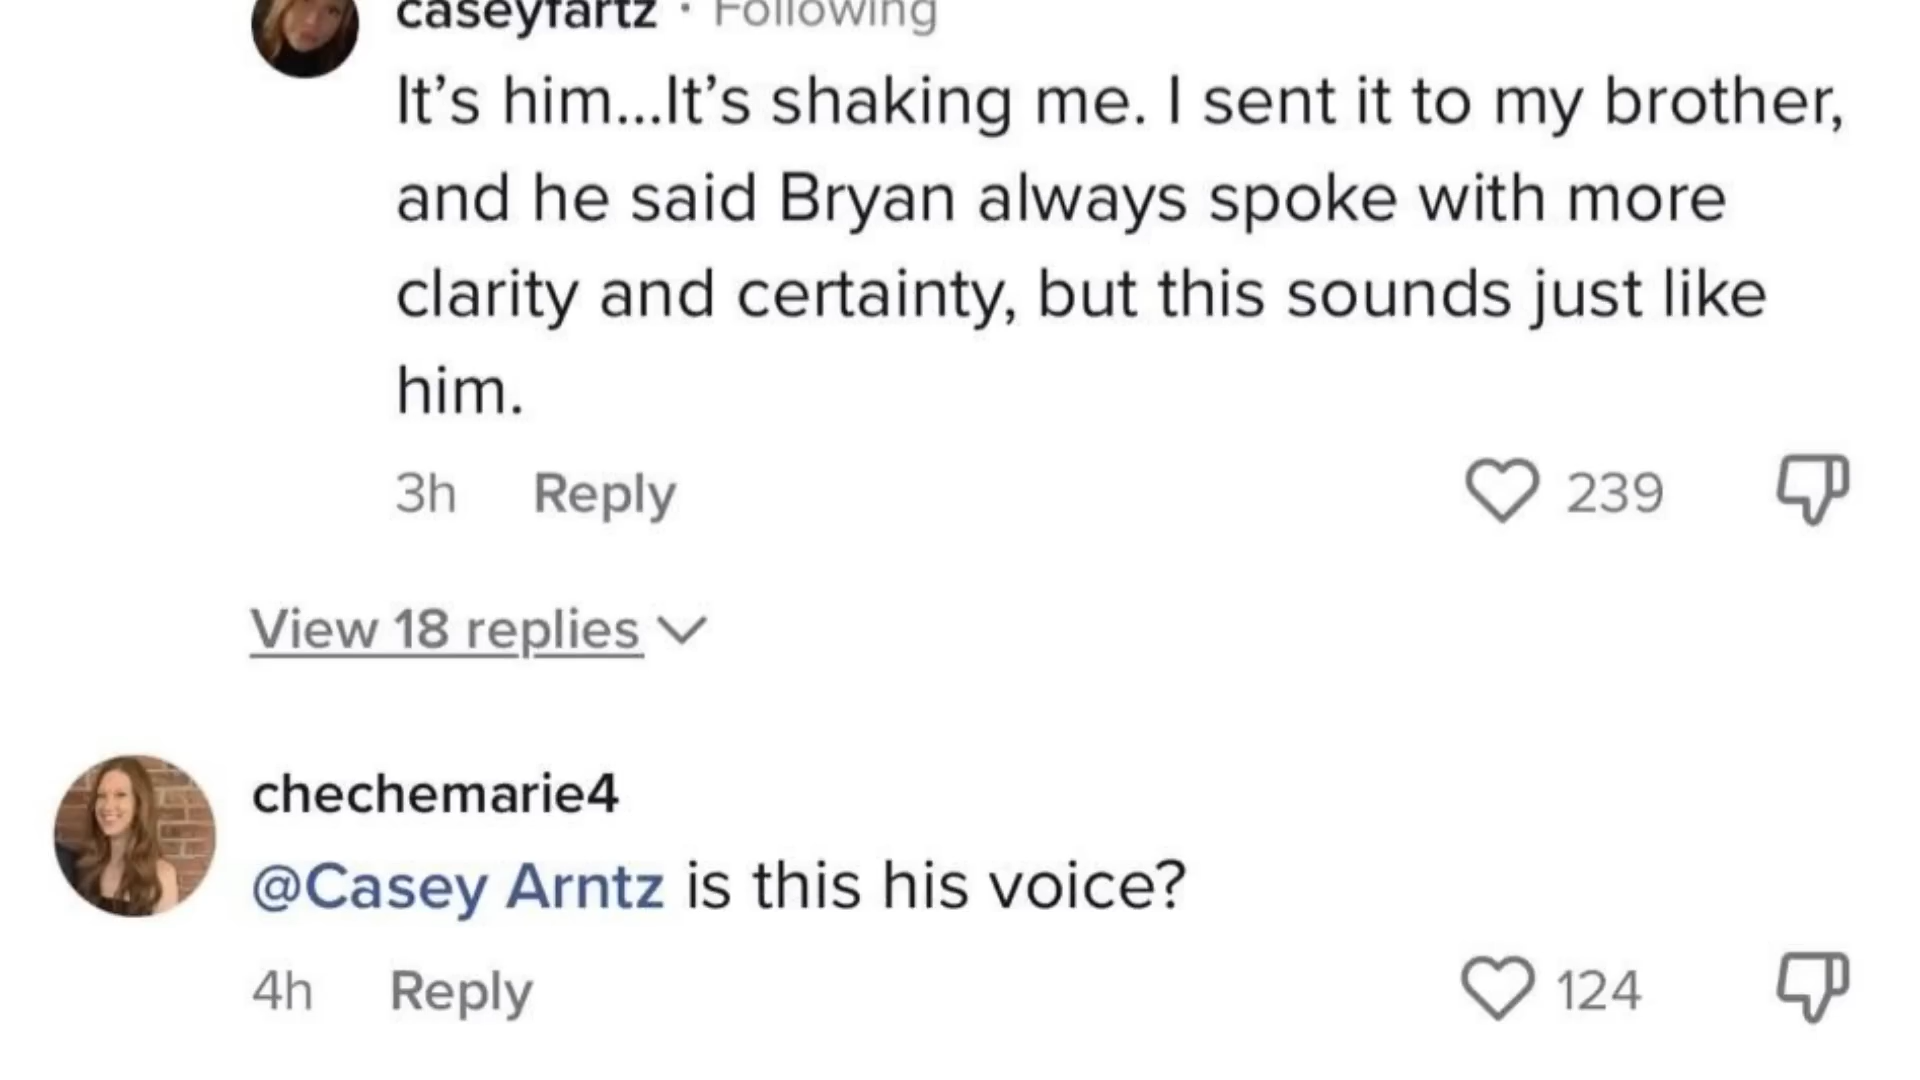 caseyfartz · Following
It’s him...It’s shaking me. I sent it to my brother,
and he said Bryan always spoke with more
clarity and certainty, but this sounds just like
him.
3h Reply 239
View 18 replies
chechemarie4
@Casey Arntz is this his voice?
4h Reply 124